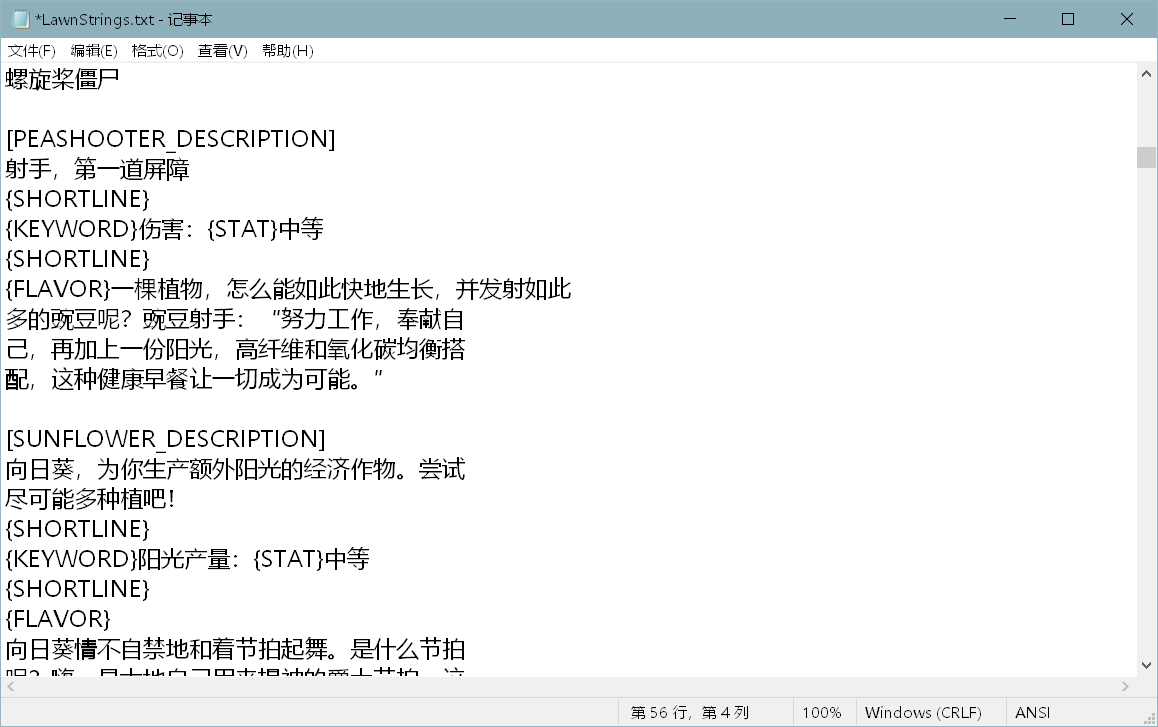 *LawnStrings.txt - 记事本
文件(F) 编辑(E) 格式(O) 查看(V) 帮助(H)
螺旋桨僵尸
[PEASHOOTER_DESCRIPTION]
射手，第一道屏障
{SHORTLINE}
{KEYWORD}伤害：{STAT}中等
{SHORTLINE}
{FLAVOR}一棵植物，怎么能如此快地生长，并发射如此
多的豌豆呢？豌豆射手：“努力工作，奉献自
己，再加上一份阳光，高纤维和氧化碳均衡搭
配，这种健康早餐让一切成为可能。”
[SUNFLOWER_DESCRIPTION]
向日葵，为你生产额外阳光的经济作物。尝试
尽可能多种植吧！
{SHORTLINE}
{KEYWORD}阳光产量：{STAT}中等
{SHORTLINE}
{FLAVOR}
向日葵情不自禁地和着节拍起舞。是什么节拍
第 56 行，第 4 列 100% Windows (CRLF) ANSI